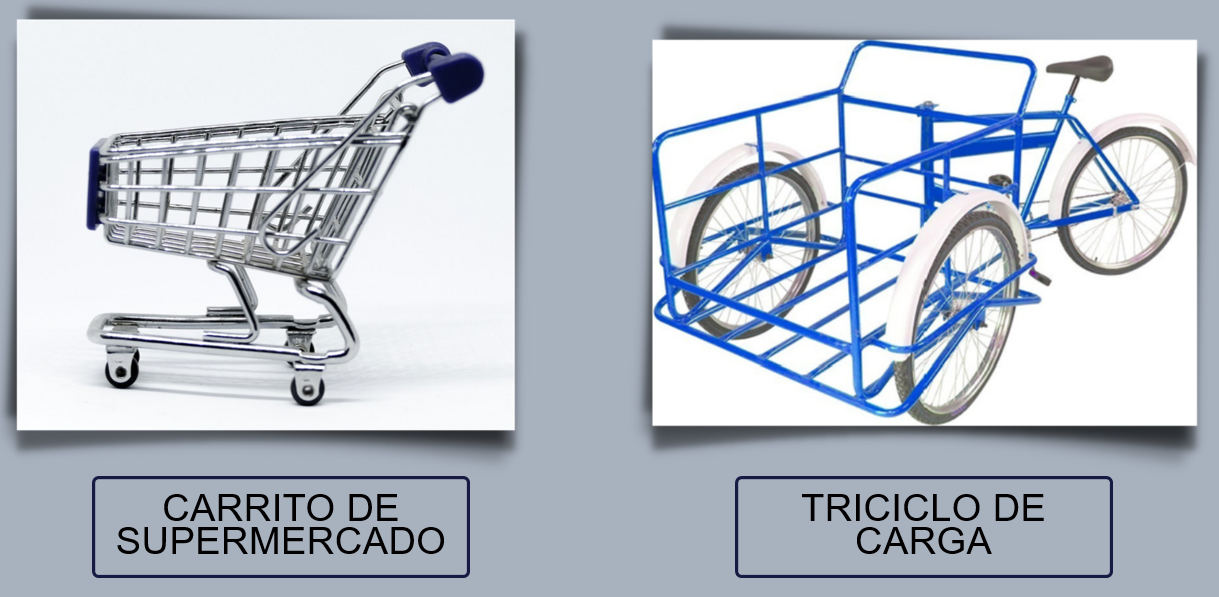 CARRITO DE
SUPERMERCADO
TRICICLO DE
CARGA